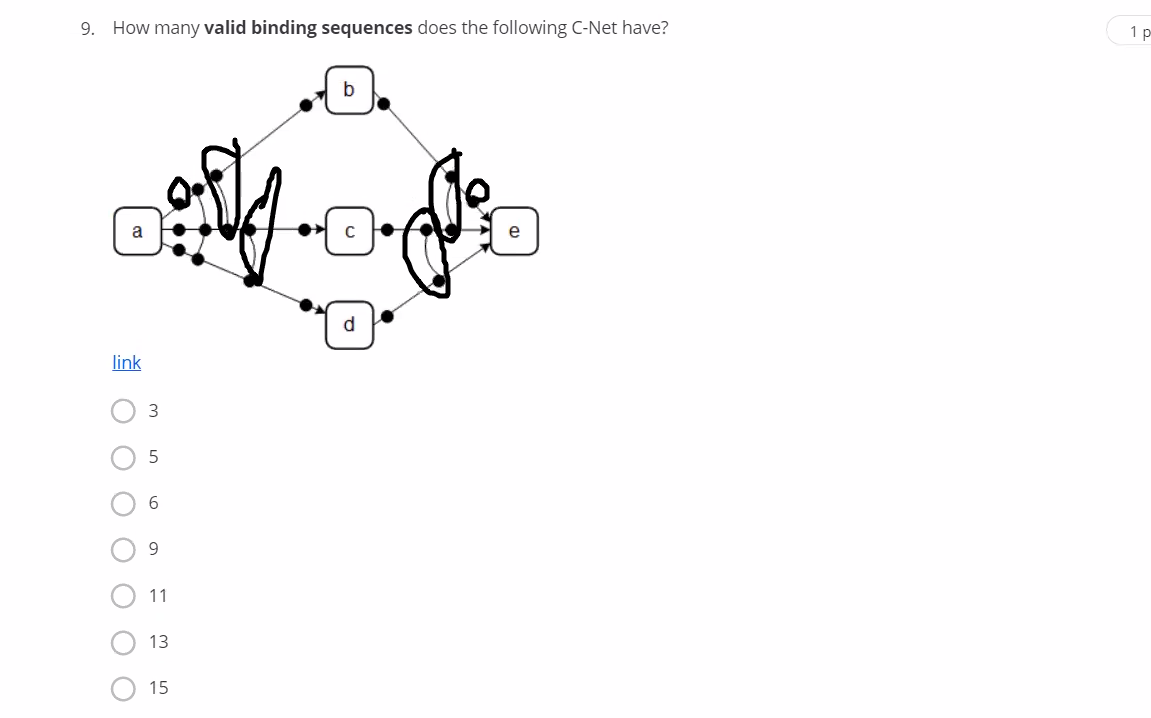 9. How many valid binding sequences does the following C-Net have?
1 p
b
a
c
e
d
link
3
5
6
9
11
13
15